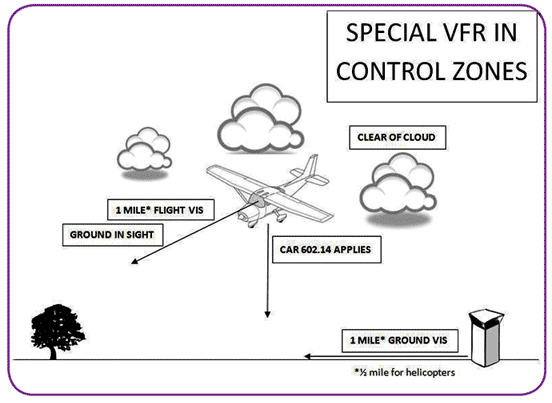 SPECIAL VFR IN
CONTROL ZONES
CLEAR OF CLOUD
1 MILE* FLIGHT VIS
GROUND IN SIGHT
CAR 602.14 APPLIES
1 MILE* GROUND VIS
*½ mile for helicopters